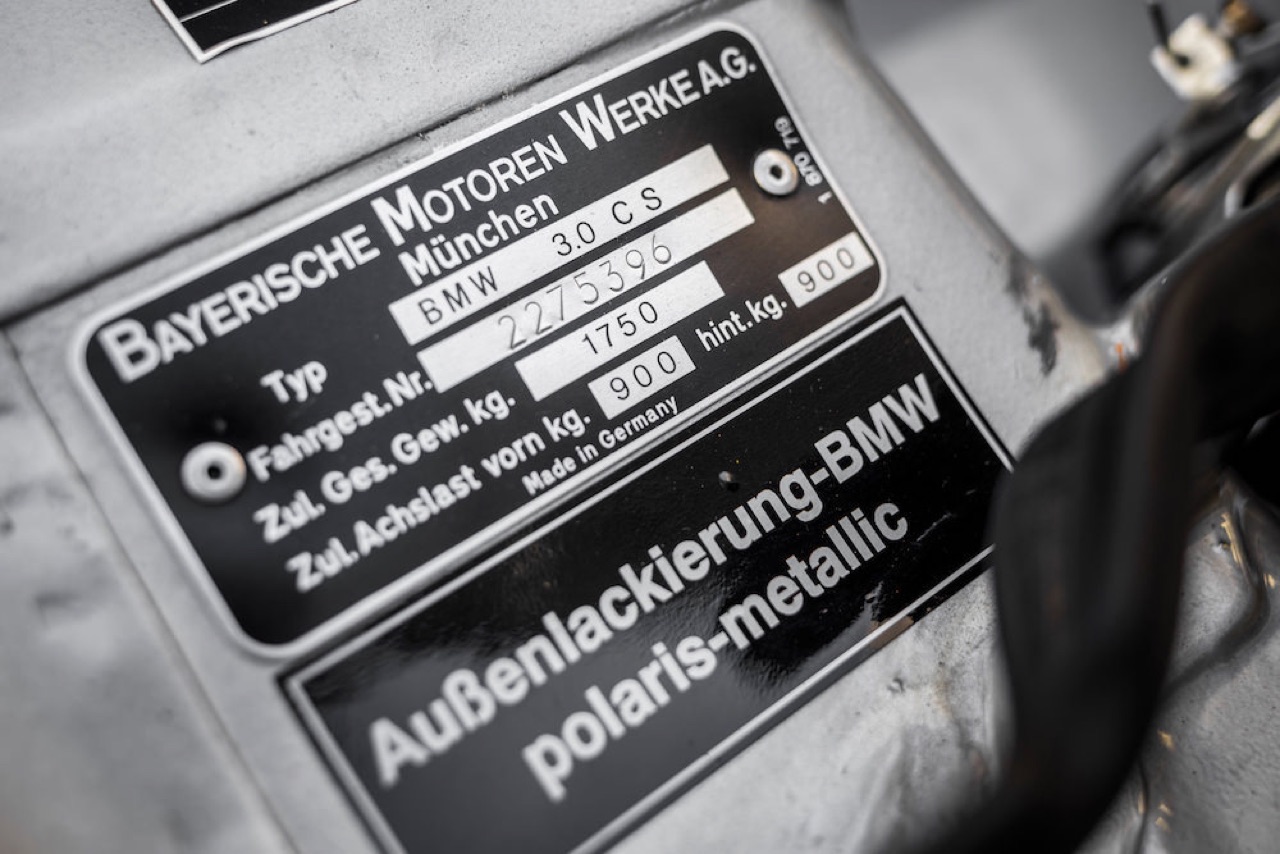 BAYERISCHE MOTOREN WERKE A.G.
München
1 870 719
Typ BMW 3.0 CS
Fahrgest.Nr. 2275396
Zul. Ges. Gew. kg. 1750
Zul. Achslast vorn kg. 900 hint.kg. 900
Made in Germany
Außenlackierung-BMW
polaris-metallic